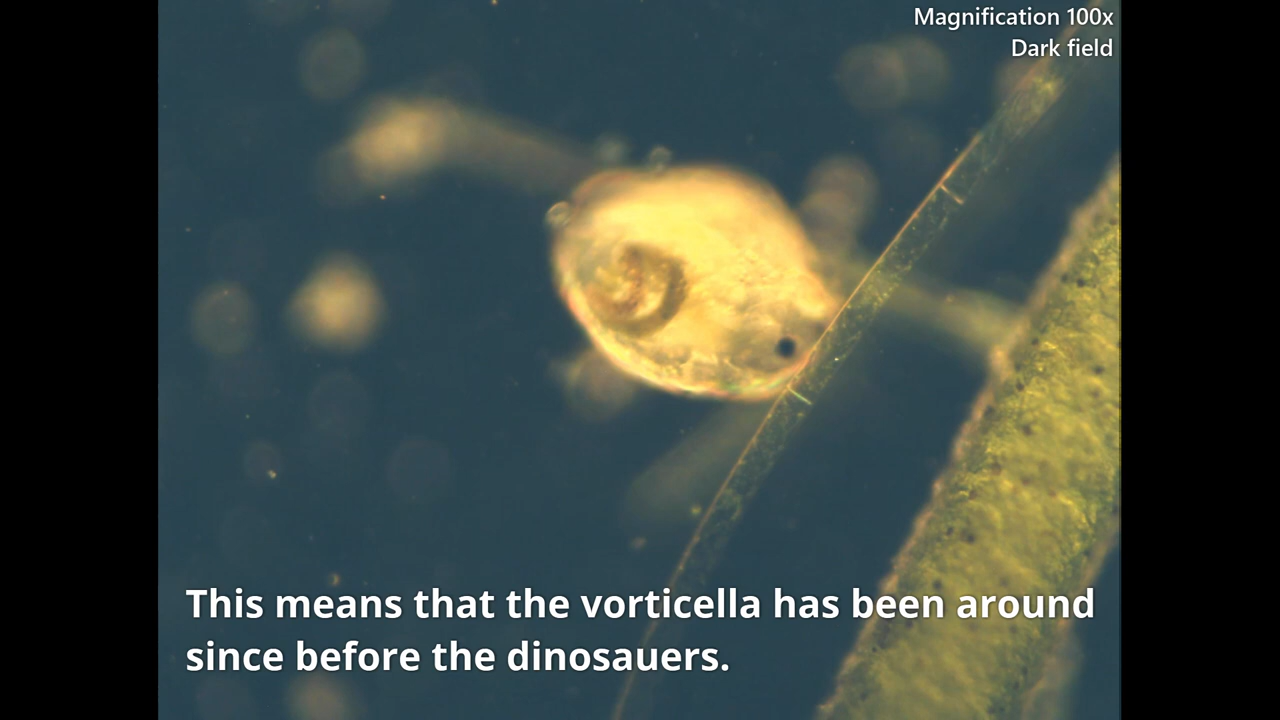 Magnification 100x
Dark field
This means that the vorticella has been around
since before the dinosauers.